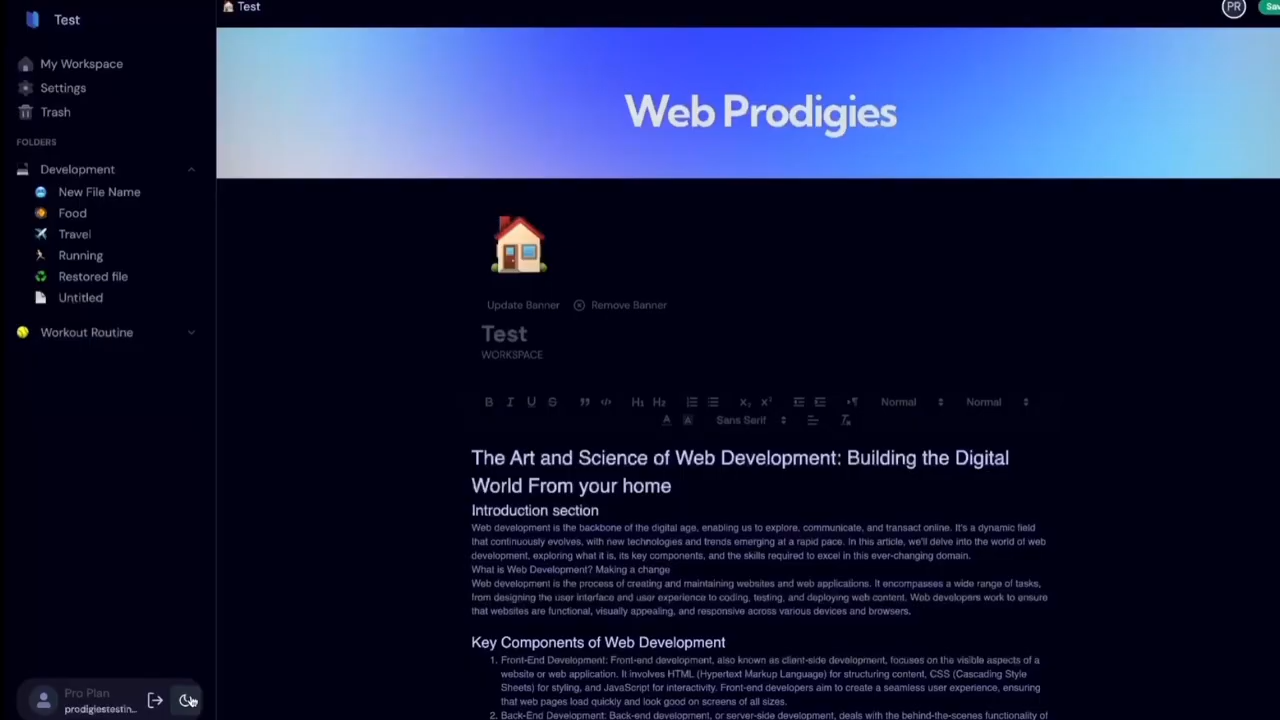 Test
My Workspace
Settings
Trash
FOLDERS
Development
New File Name
Food
Travel
Running
Restored file
Untitled
Workout Routine
Pro Plan
prodigiestestin...
Test
PR
Web Prodigies
Update Banner
Remove Banner
Test
WORKSPACE
B I U S H1 H2 X2 X2 Normal Normal
A A Sans Serif Tx
The Art and Science of Web Development: Building the Digital
World From your home
Introduction section
Web development is the backbone of the digital age, enabling us to explore, communicate, and transact online. It's a dynamic field
that continuously evolves, with new technologies and trends emerging at a rapid pace. In this article, we'll delve into the world of web
development, exploring what it is, its key components, and the skills required to excel in this ever-changing domain.
What is Web Development? Making a change
Web development is the process of creating and maintaining websites and web applications. It encompasses a wide range of tasks,
from designing the user interface and user experience to coding, testing, and deploying web content. Web developers work to ensure
that websites are functional, visually appealing, and responsive across various devices and browsers.
Key Components of Web Development
1. Front-End Development: Front-end development, also known as client-side development, focuses on the visible aspects of a
website or web application. It involves HTML (Hypertext Markup Language) for structuring content, CSS (Cascading Style
Sheets) for styling, and JavaScript for interactivity. Front-end developers aim to create a seamless user experience, ensuring
that web pages load quickly and look good on screens of all sizes.
2. Back-End Development: Back-end development, or server-side development, deals with the behind-the-scenes functionality of